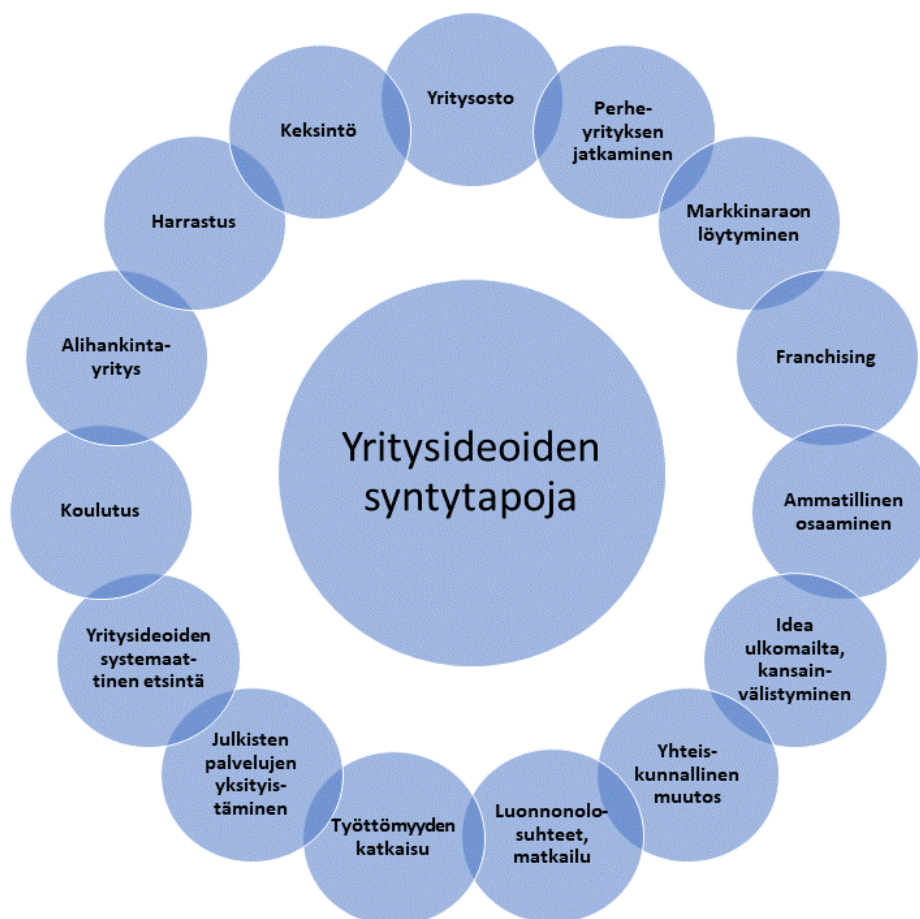 Yritysideoiden
syntytapoja
Yritysosto
Perhe-
yrityksen
jatkaminen
Markkinaraon
löytyminen
Franchising
Ammatillinen
osaaminen
Idea
ulkomailta,
kansain-
välistyminen
Yhteis-
kunnallinen
muutos
Luonnonolo-
suhteet,
matkailu
Työttömyyden
katkaisu
Julkisten
palvelujen
yksityis-
täminen
Yritysideoiden
systemaat-
tinen etsintä
Koulutus
Alihankinta-
yritys
Harrastus
Keksintö